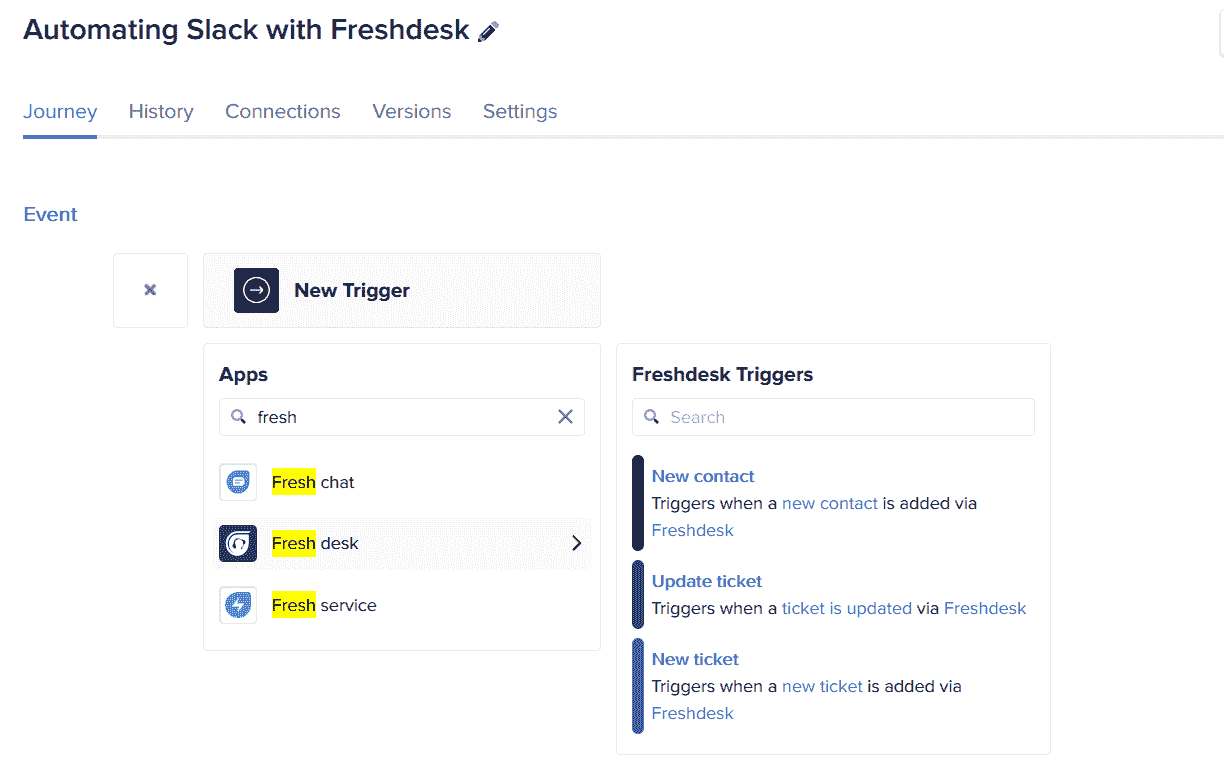 Automating Slack with Freshdesk
Journey History Connections Versions Settings
Event
New Trigger
Apps
fresh
Fresh chat
Fresh desk
Fresh service
Freshdesk Triggers
Search
New contact
Triggers when a new contact is added via
Freshdesk
Update ticket
Triggers when a ticket is updated via Freshdesk
New ticket
Triggers when a new ticket is added via
Freshdesk